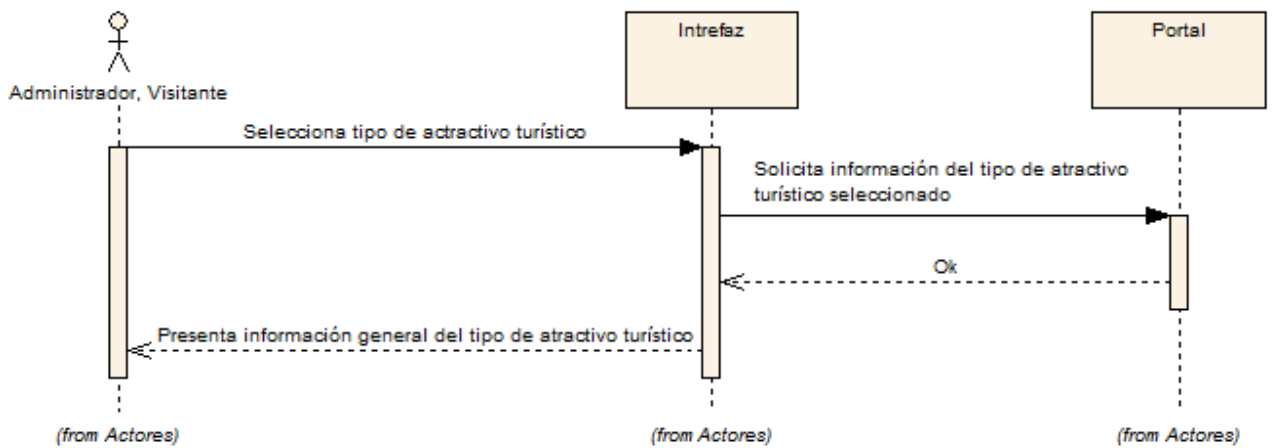 Intrefaz
Portal
Administrador, Visitante
Selecciona tipo de actractivo turístico
Solicita información del tipo de atractivo
turístico seleccionado
Ok
Presenta información general del tipo de atractivo turístico
(from Actores)
(from Actores)
(from Actores)